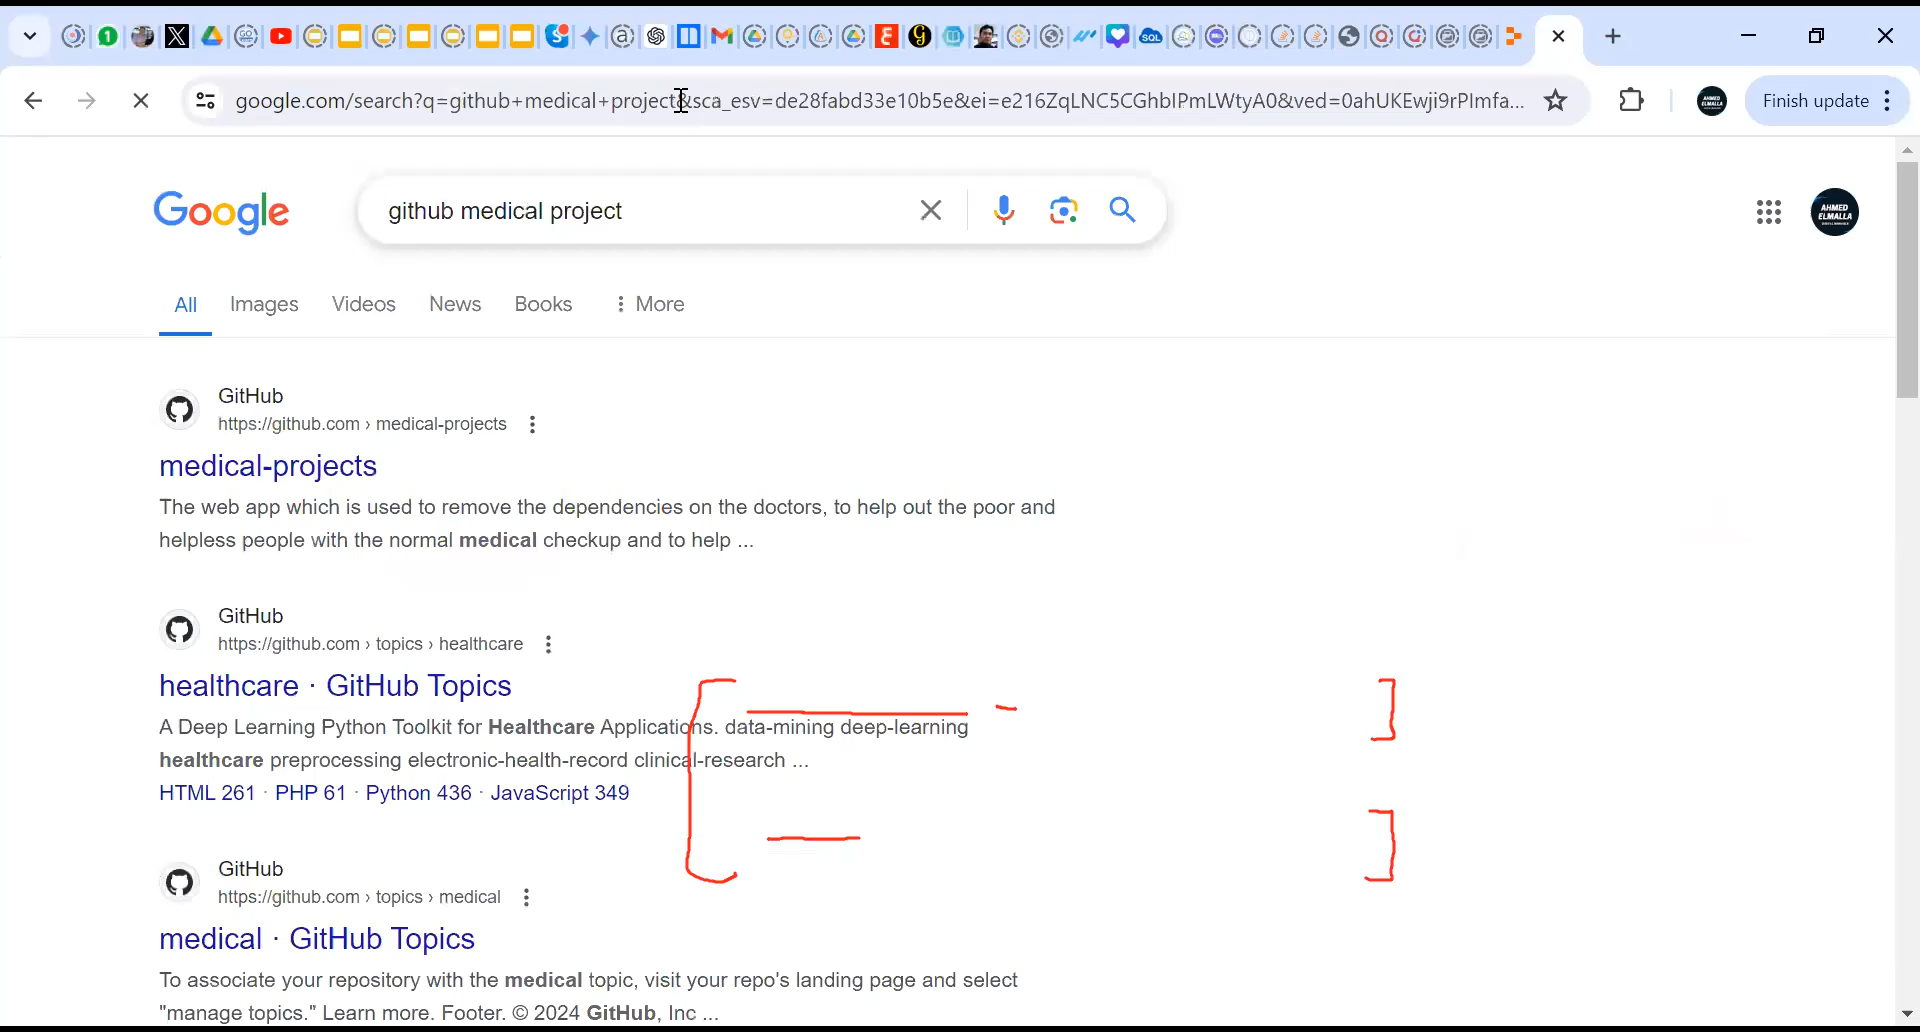 google.com/search?q=github+medical+project&sca_esv=de28fabd33e10b5e&ei=e216ZqLNC5CGhbIPmLWtyA0&ved=0ahUKEwji9rPImfa...
Finish update
Google
github medical project
AHMED ELMALLA
All Images Videos News Books More
GitHub
https://github.com › medical-projects
medical-projects
The web app which is used to remove the dependencies on the doctors, to help out the poor and
helpless people with the normal medical checkup and to help ...
GitHub
https://github.com › topics › healthcare
healthcare · GitHub Topics
A Deep Learning Python Toolkit for Healthcare Applications. data-mining deep-learning
healthcare preprocessing electronic-health-record clinical-research ...
HTML 261 · PHP 61 · Python 436 · JavaScript 349
GitHub
https://github.com › topics › medical
medical · GitHub Topics
To associate your repository with the medical topic, visit your repo's landing page and select
"manage topics." Learn more. Footer. © 2024 GitHub, Inc ...